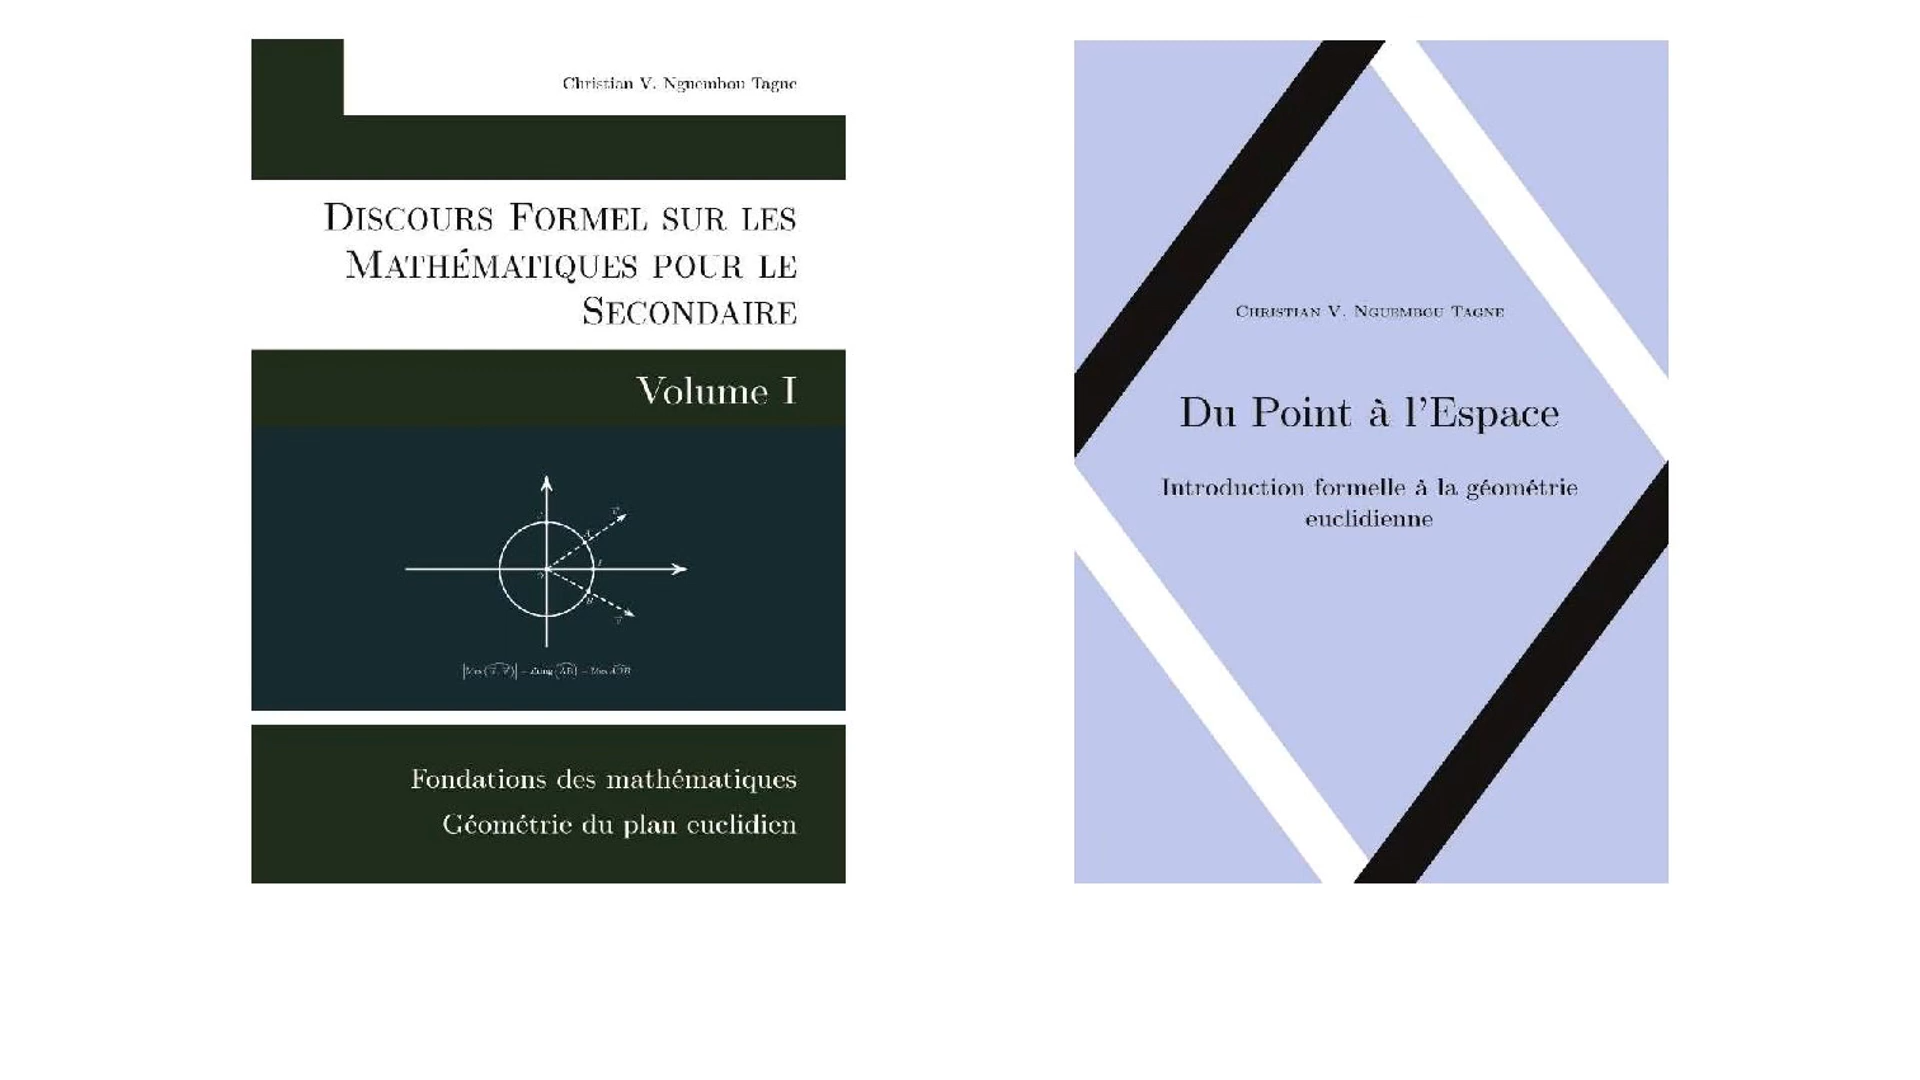 Christian V. Nguembou Tagne
Discours Formel sur les
Mathématiques pour le
Secondaire
Volume I
Fondations des mathématiques
Géométrie du plan euclidien
Christian V. Nguembou Tagne
Du Point à l'Espace
Introduction formelle à la géométrie
euclidienne